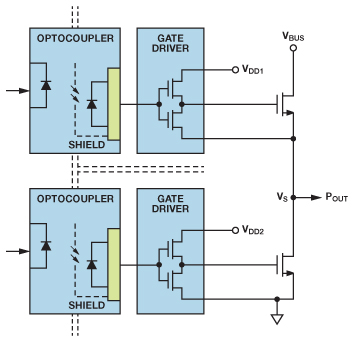 OPTOCOUPLER
GATE
DRIVER
VDD1
VBUS
SHIELD
VS
POUT
OPTOCOUPLER
GATE
DRIVER
VDD2
SHIELD